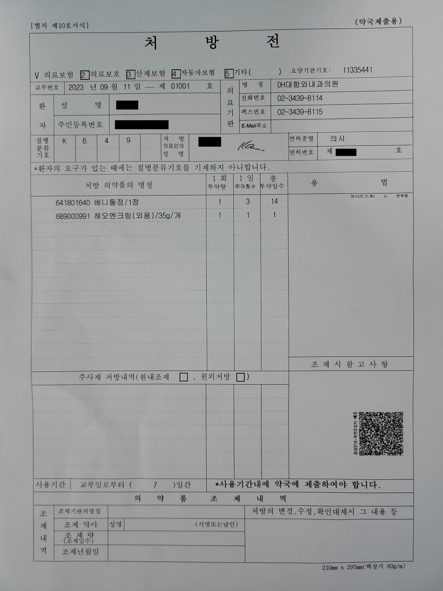 [별지 제10호서식]
(약국제출용)
처 방 전
V 의료보험 2 의료보호 3 산재보험 4 자동차보험 5 기타( ) 요양기관기호: 11335441
교부번호 2023 년 09 월 11 일 — 제 01001 호
의료기관
명 칭 DH대항외내과의원
전화번호 02-3439-8114
팩스번호 02-3439-8115
E-Mail주소
환자
성 명
주민등록번호
질병분류기호 K 6 4 9
처 방 의료인의 성 명
면허종별 의사
면허번호 제 호
*환자의 요구가 있는 때에는 질병분류기호를 기재하지 아니합니다.
처방 의약품의 명칭
1회 투약량
1일 투여횟수
총 투약일수
용 법
641801640 베니톨정/1정 1 3 14
689000991 헤모렌크림(외용)/35g/개 1 1 1
조제시참고사항
주사제 처방내역(원내조제 □, 원외처방 □)
사용기간 교부일로부터 ( 7 )일간 *사용기간내에 약국에 제출하여야 합니다.
의 약 품 조 제 내 역
조제내역
조제기관의명칭
처방의 변경,수정,확인대체시 그 내용 등
조제 약사 성명 (서명또는날인)
조 제 량 (조제일수)
조제년월일
210mm x 297mm(백상지 80g/m)